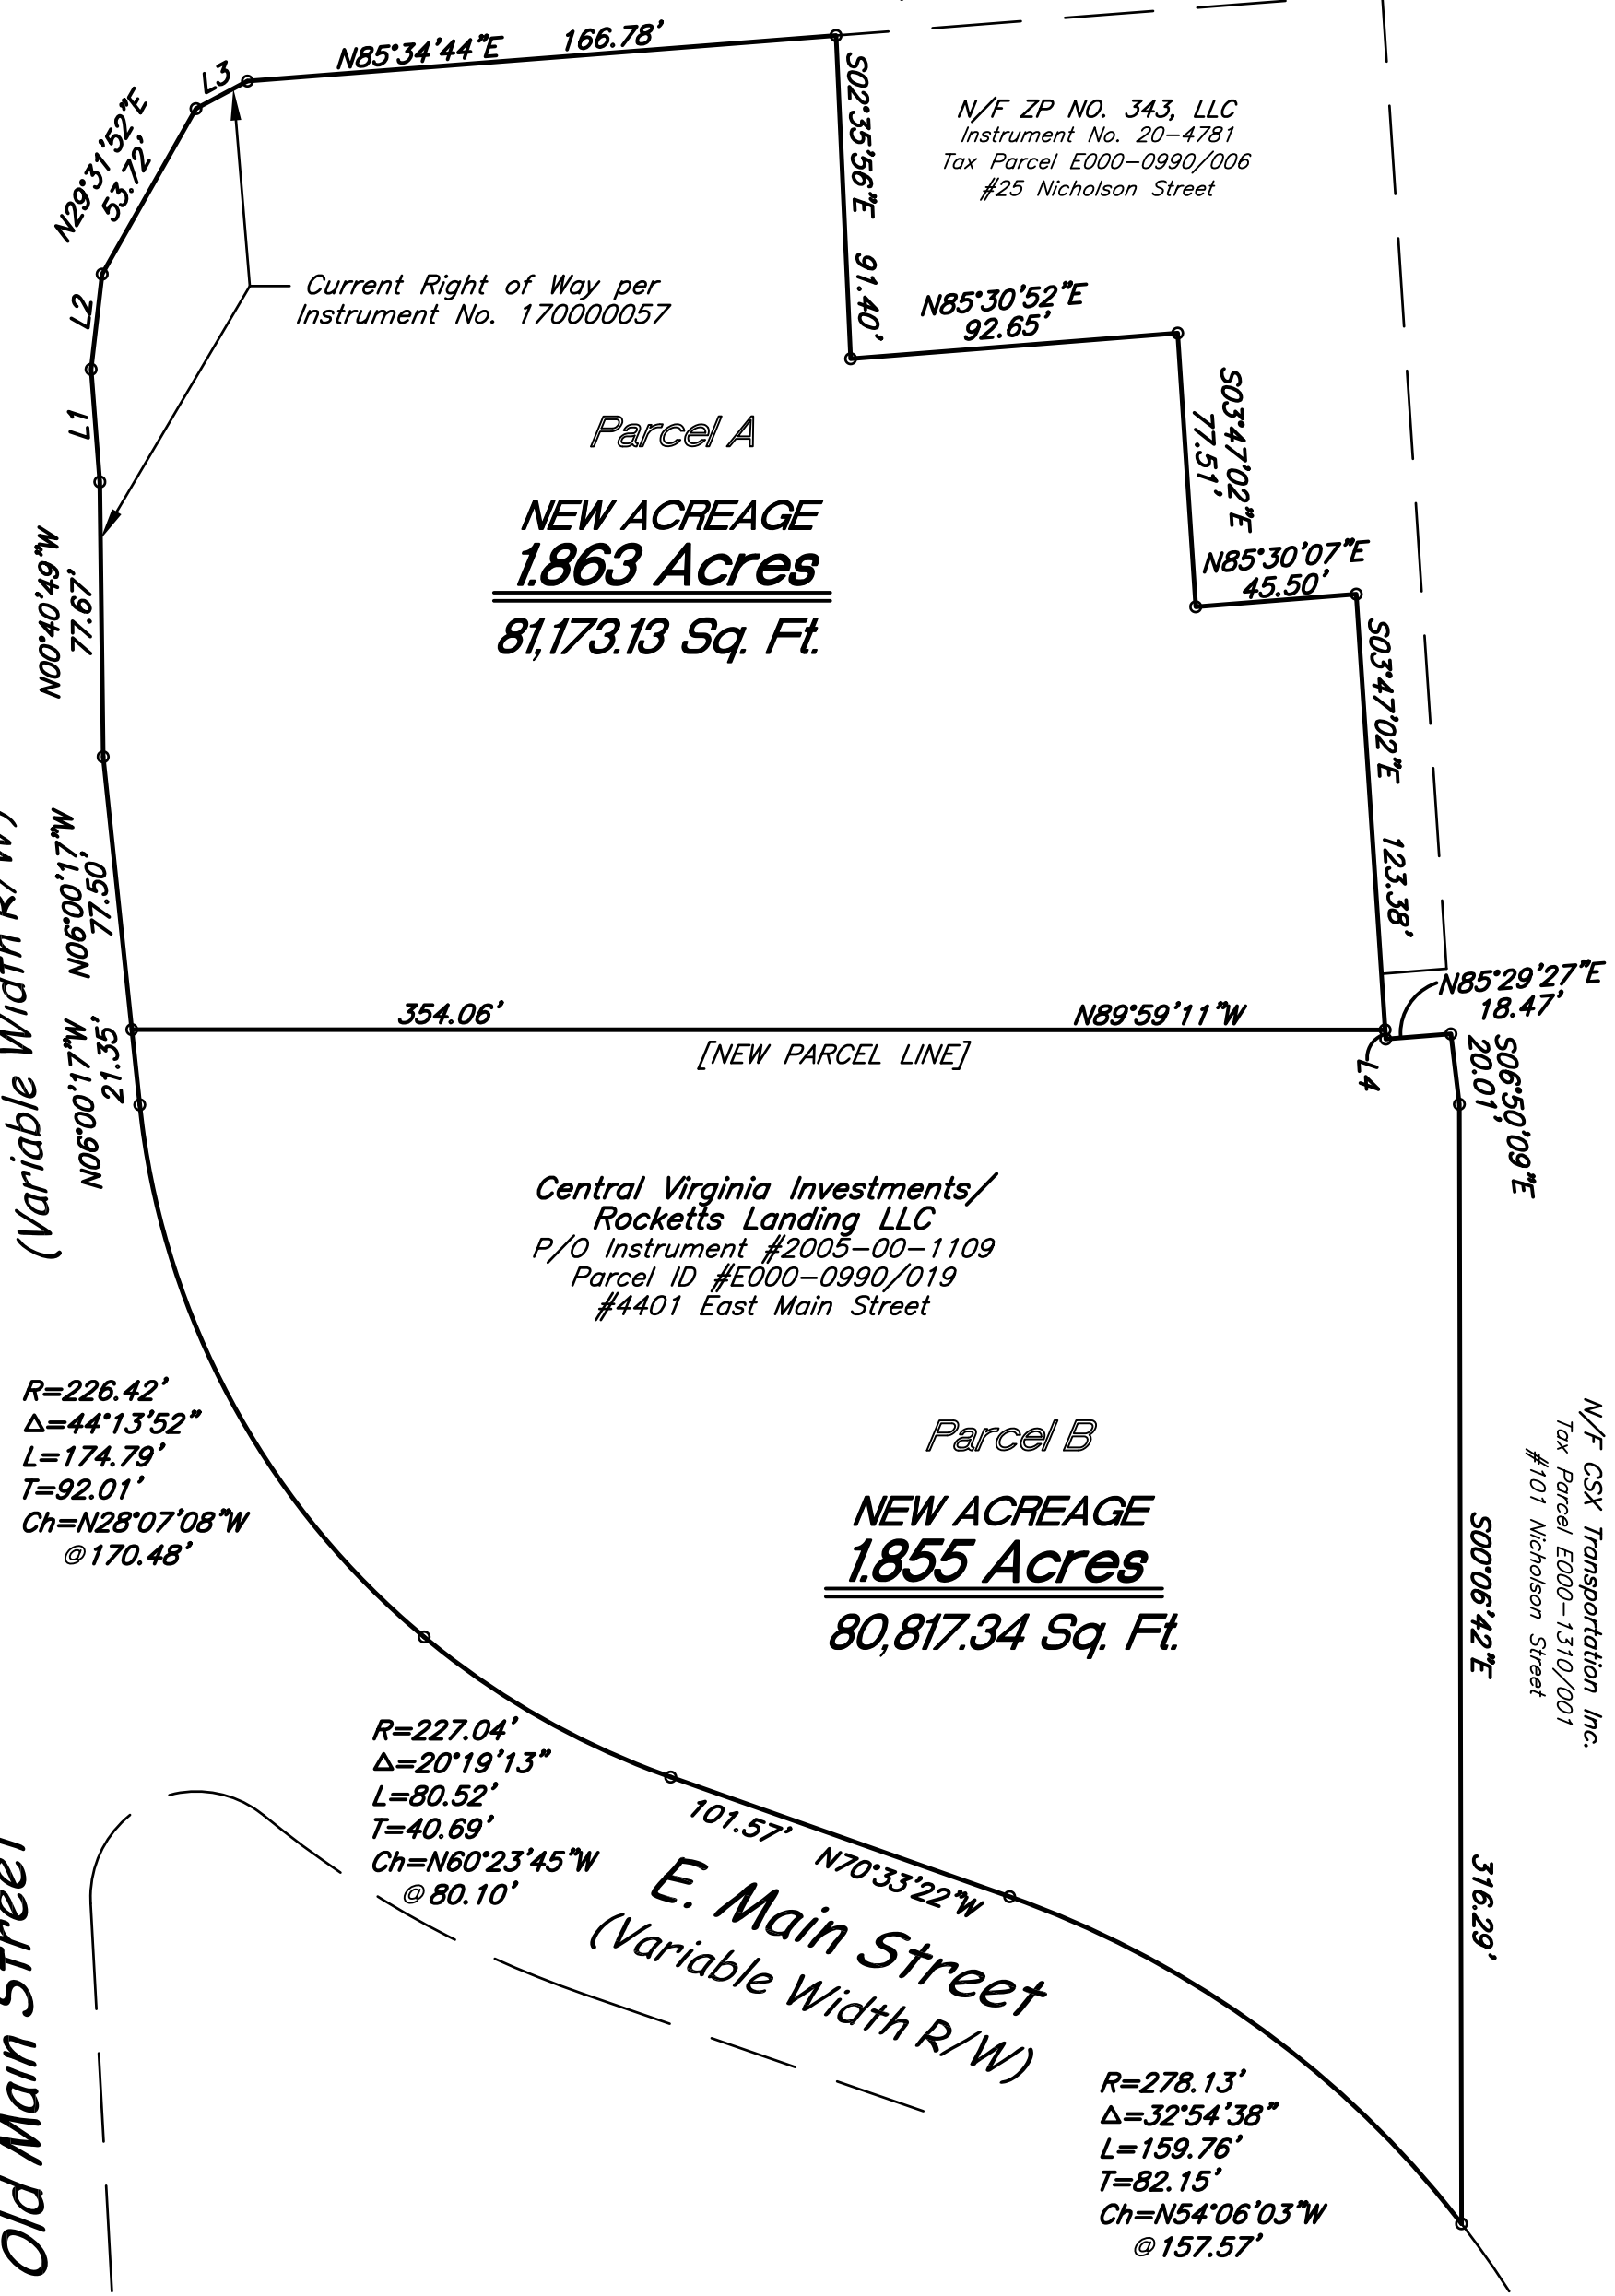 L3
N85°34'44"E 166.78'
N29°31'52"E
53.72'
S02°35'56"E 91.40'
N/F ZP NO. 343, LLC
Instrument No. 20-4781
Tax Parcel E000-0990/006
#25 Nicholson Street
L2
Current Right of Way per
Instrument No. 170000057
N85°30'52"E
92.65'
L1
Parcel A
S03°47'02"E
77.51'
NEW ACREAGE
1.863 Acres
81,173.13 Sq. Ft.
N00°40'49"W
77.97'
N85°30'07"E
45.50'
S03°47'02"E 123.38'
N06°00'17"W
77.50'
(Variable Width R/W)
354.06' N89°59'11"W
[NEW PARCEL LINE]
N85°29'27"E
18.47'
L4
N06°00'17"W
21.35'
S06°50'09"E
20.01'
Central Virginia Investments/
Rocketts Landing LLC
P/O Instrument #2005-00-1109
Parcel ID #E000-0990/019
#4401 East Main Street
R=226.42'
Δ=44°13'52"
L=174.79'
T=92.01'
Ch=N28°07'08"W
@170.48'
Parcel B
NEW ACREAGE
1.855 Acres
80,817.34 Sq. Ft.
S00°06'42"E 316.29'
N/F CSX Transportation Inc.
Tax Parcel E000-1310/001
#101 Nicholson Street
R=227.04'
Δ=20°19'13"
L=80.52'
T=40.69'
Ch=N60°23'45"W
@80.10'
101.57' N70°33'22"W
E. Main Street
(Variable Width R/W)
Old Main Street
R=278.13'
Δ=32°54'38"
L=159.76'
T=82.15'
Ch=N54°06'03"W
@157.57'